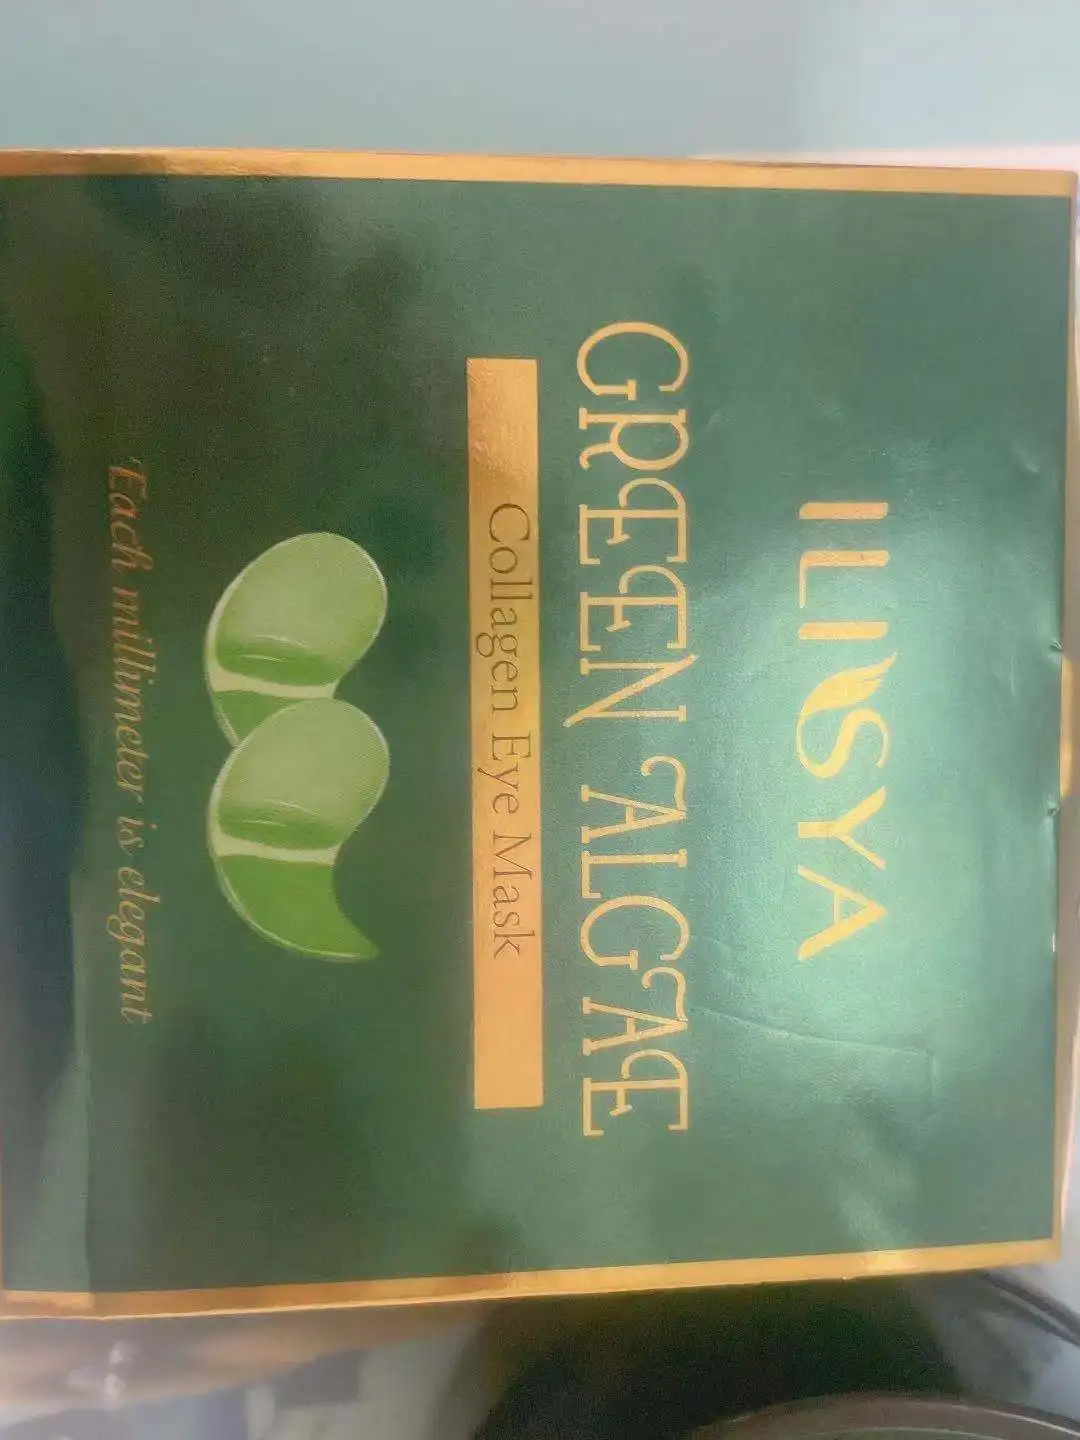 ILISYA
GREEN ALGAE
Collagen Eye Mask
Each millimeter is elegant